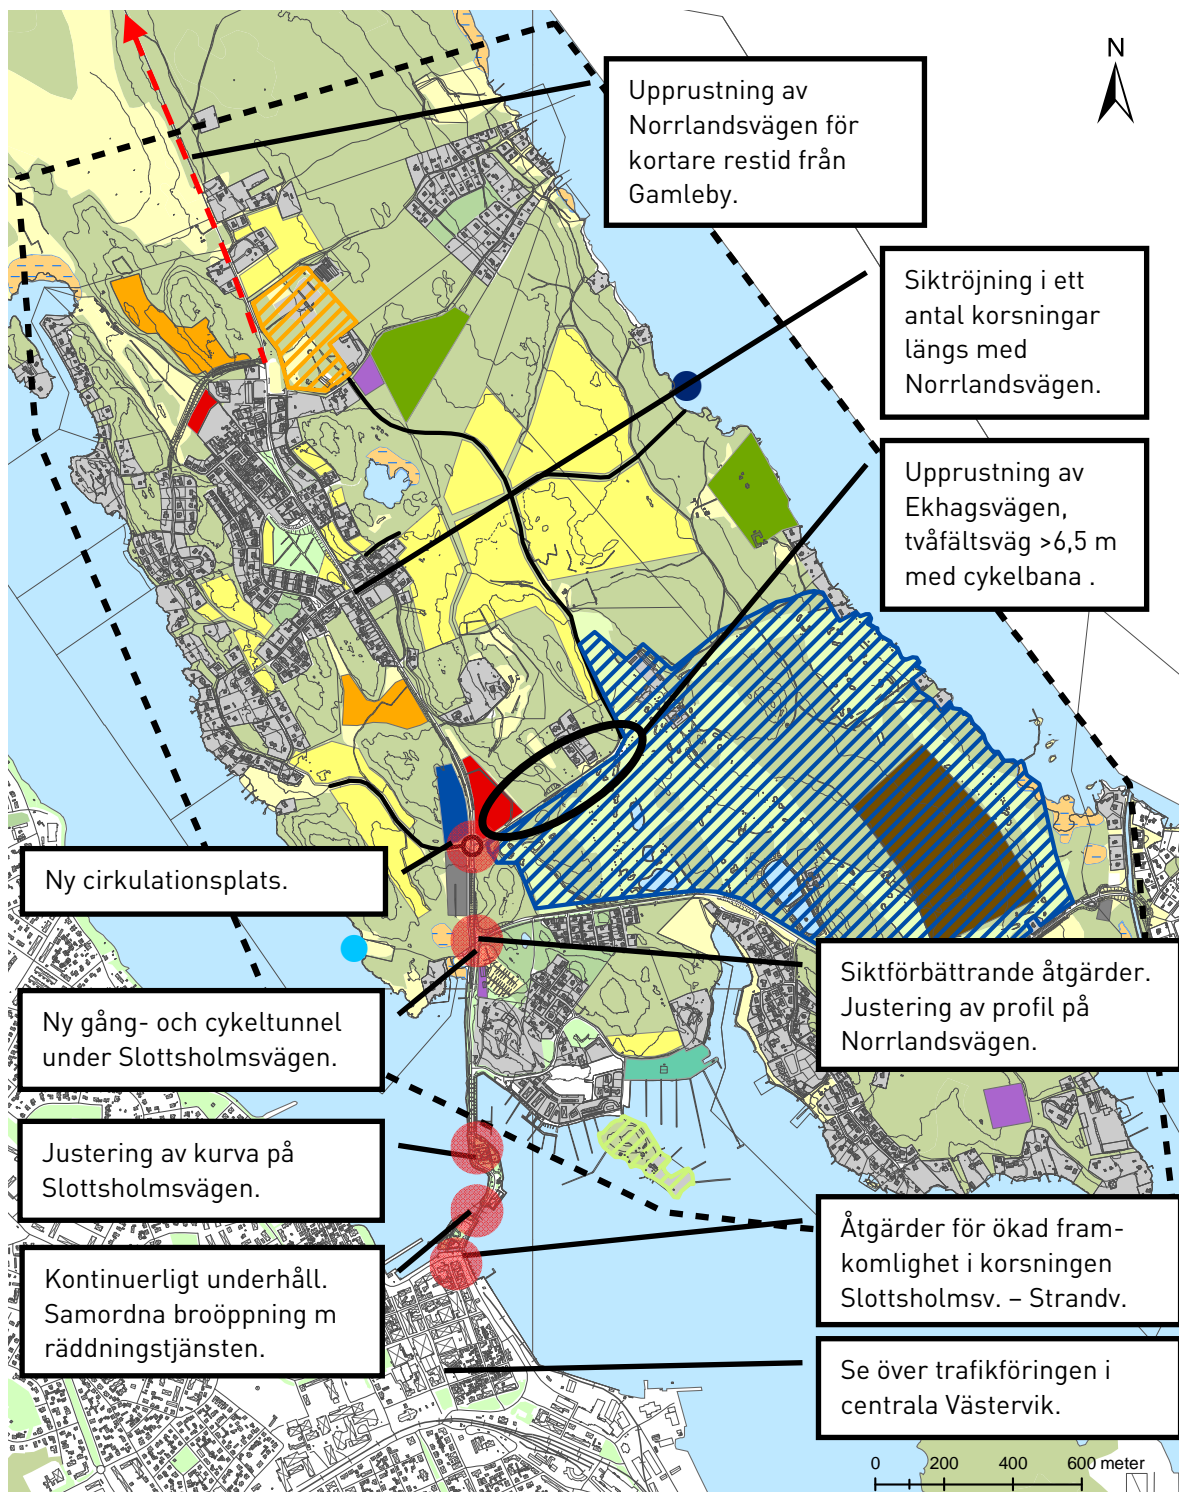 N
Upprustning av
Norrlandsvägen för
kortare restid från
Gamleby.
Siktröjning i ett
antal korsningar
längs med
Norrlandsvägen.
Upprustning av
Ekhagsvägen,
tvåfältsväg >6,5 m
med cykelbana .
Ny cirkulationsplats.
Siktförbättrande åtgärder.
Justering av profil på
Norrlandsvägen.
Ny gång- och cykeltunnel
under Slottsholmsvägen.
Justering av kurva på
Slottsholmsvägen.
Åtgärder för ökad fram-
komlighet i korsningen
Slottsholmsv. – Strandv.
Kontinuerligt underhåll.
Samordna broöppning m
räddningstjänsten.
Se över trafikföringen i
centrala Västervik.
0 200 400 600 meter